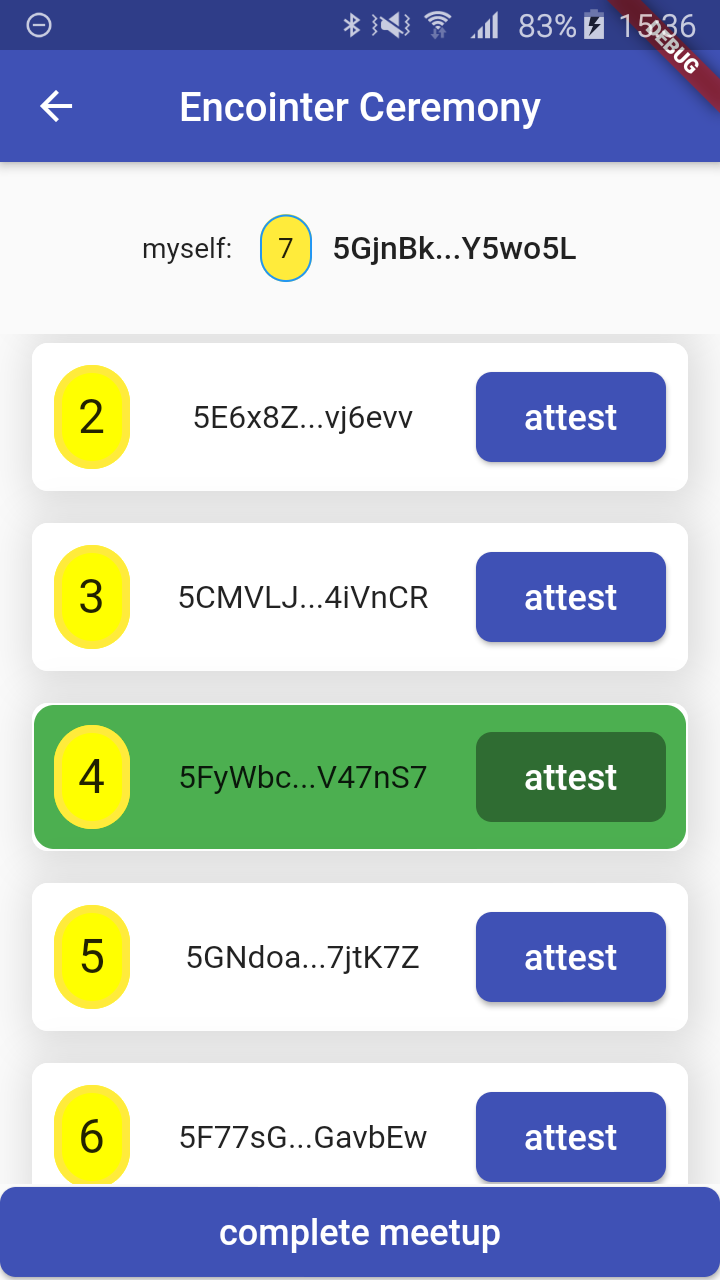 83% 15:36
DEBUG
Encointer Ceremony
myself: 7 5GjnBk...Y5wo5L
2 5E6x8Z...vj6evv attest
3 5CMVLJ...4iVnCR attest
4 5FyWbc...V47nS7 attest
5 5GNdoa...7jtK7Z attest
6 5F77sG...GavbEw attest
complete meetup